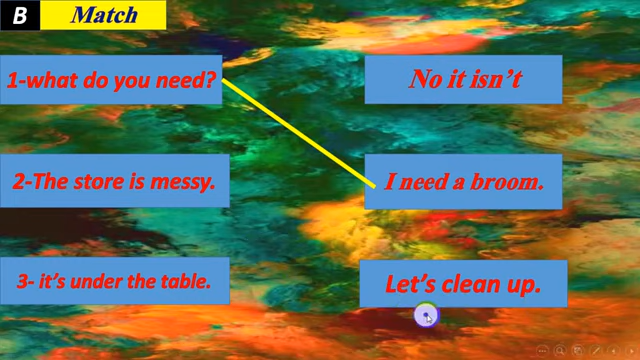 B Match
1-what do you need?
No it isn't
2-The store is messy.
I need a broom.
3- it's under the table.
Let's clean up.